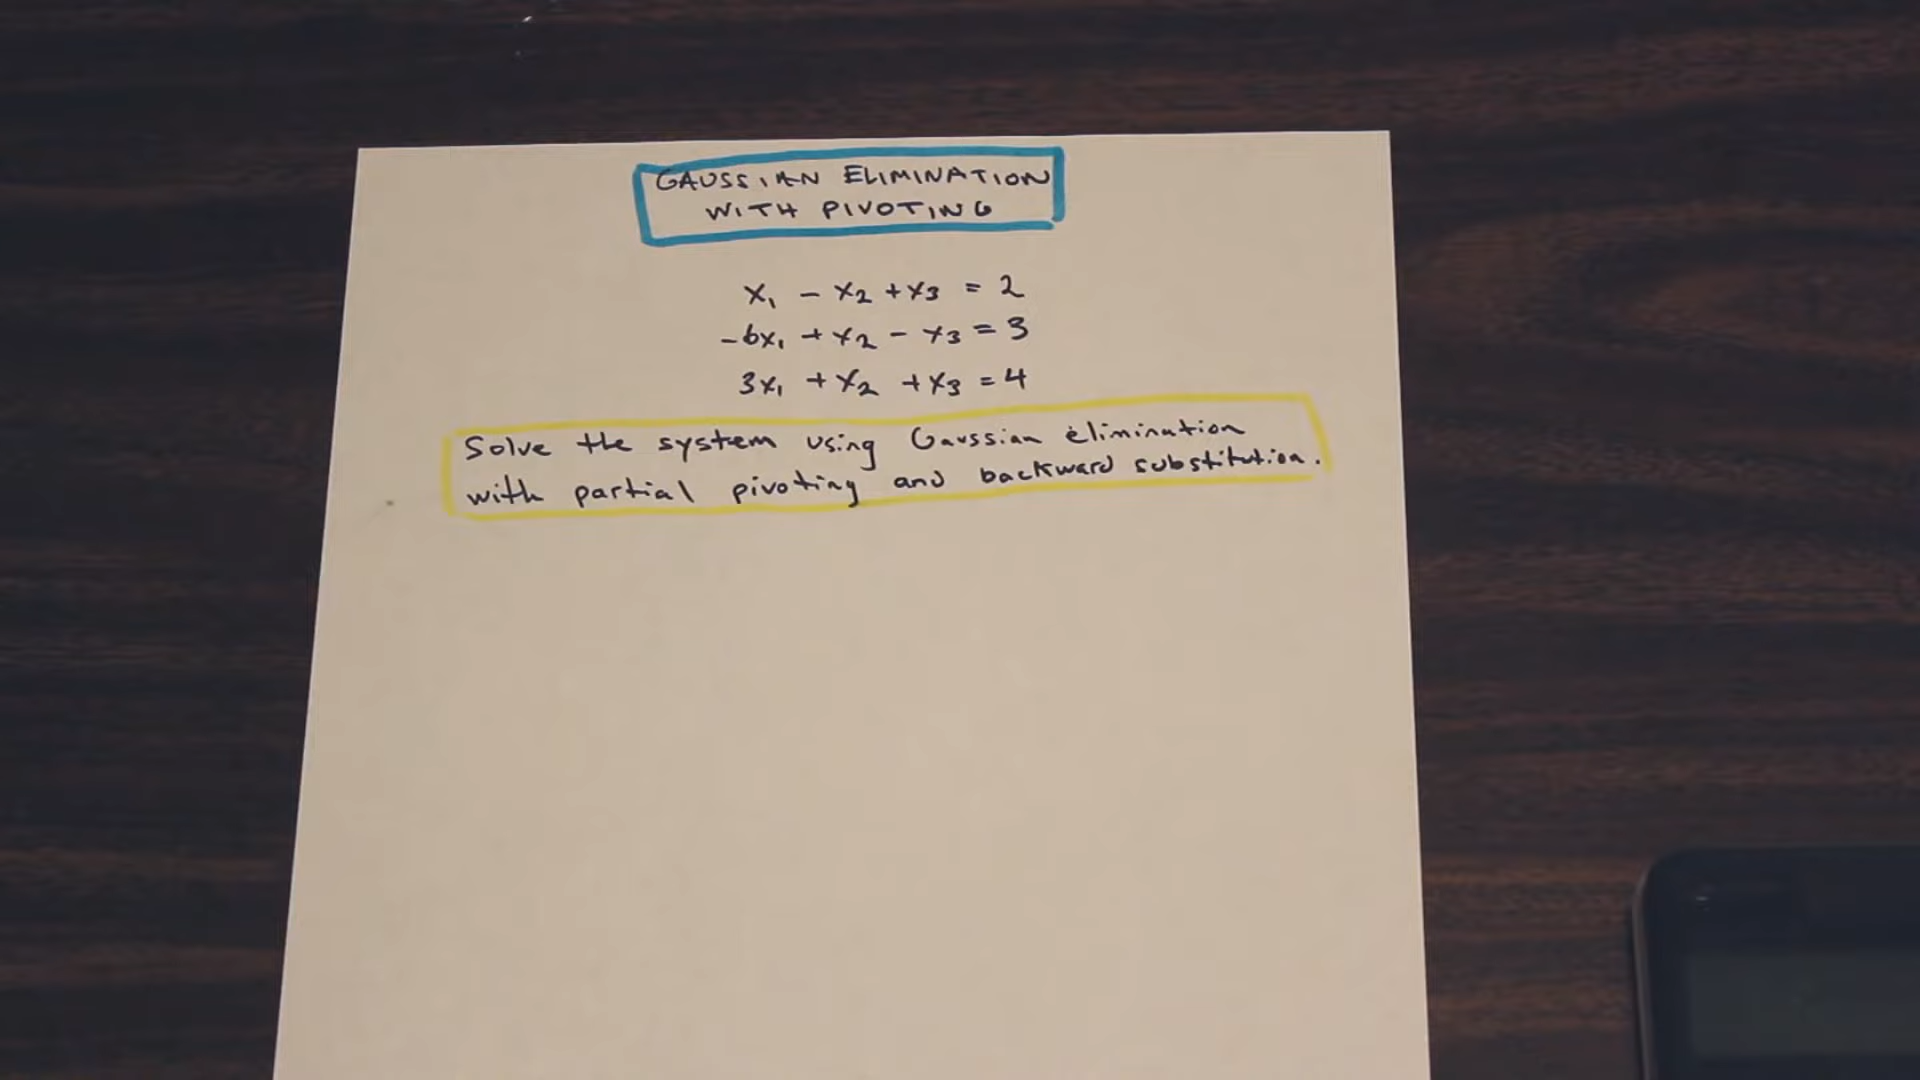 GAUSSIAN ELIMINATION
WITH PIVOTING
x₁ - x₂ + x₃ = 2
-6x₁ + x₂ - x₃ = 3
3x₁ + x₂ + x₃ = 4
Solve the system using Gaussian elimination
with partial pivoting and backward substitution.